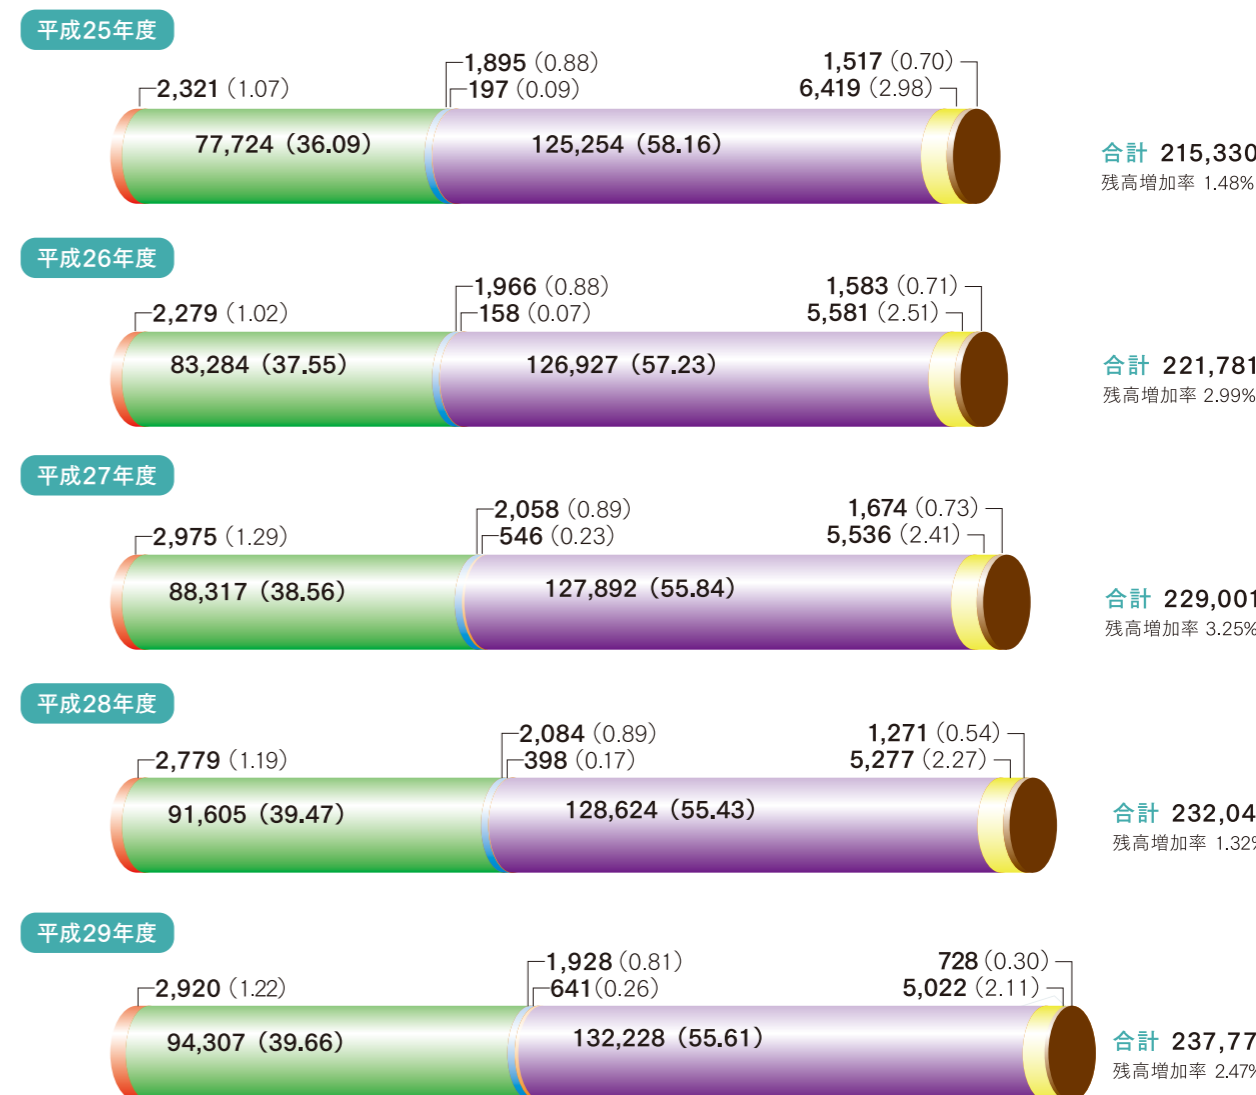 平成25年度
1,895（0.88） 1,517（0.70）
2,321（1.07） 197（0.09） 6,419（2.98）
77,724（36.09） 125,254（58.16）
合計 215,330
残高増加率 1.48%
平成26年度
1,966（0.88） 1,583（0.71）
2,279（1.02） 158（0.07） 5,581（2.51）
83,284（37.55） 126,927（57.23）
合計 221,781
残高増加率 2.99%
平成27年度
2,058（0.89） 1,674（0.73）
2,975（1.29） 546（0.23） 5,536（2.41）
88,317（38.56） 127,892（55.84）
合計 229,001
残高増加率 3.25%
平成28年度
2,084（0.89） 1,271（0.54）
2,779（1.19） 398（0.17） 5,277（2.27）
91,605（39.47） 128,624（55.43）
合計 232,04
残高増加率 1.32%
平成29年度
1,928（0.81） 728（0.30）
2,920（1.22） 641（0.26） 5,022（2.11）
94,307（39.66） 132,228（55.61）
合計 237,77
残高増加率 2.47%